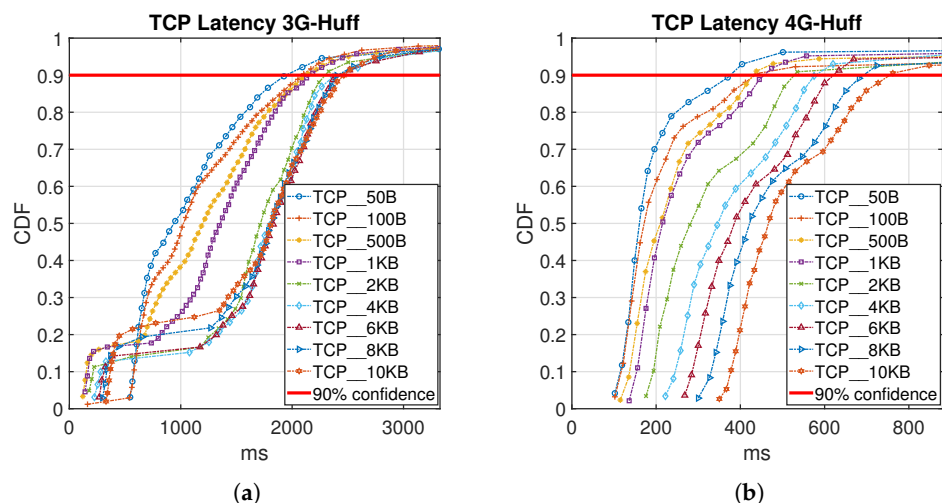 TCP Latency 3G-Huff
1
0.9
0.8
0.7
0.6
0.5
0.4
0.3
0.2
0.1
0
CDF
0 1000 2000 3000
ms
TCP__50B
TCP__100B
TCP__500B
TCP__1KB
TCP__2KB
TCP__4KB
TCP__6KB
TCP__8KB
TCP__10KB
90% confidence
(a)
TCP Latency 4G-Huff
1
0.9
0.8
0.7
0.6
0.5
0.4
0.3
0.2
0.1
0
CDF
0 200 400 600 800
ms
TCP__50B
TCP__100B
TCP__500B
TCP__1KB
TCP__2KB
TCP__4KB
TCP__6KB
TCP__8KB
TCP__10KB
90% confidence
(b)